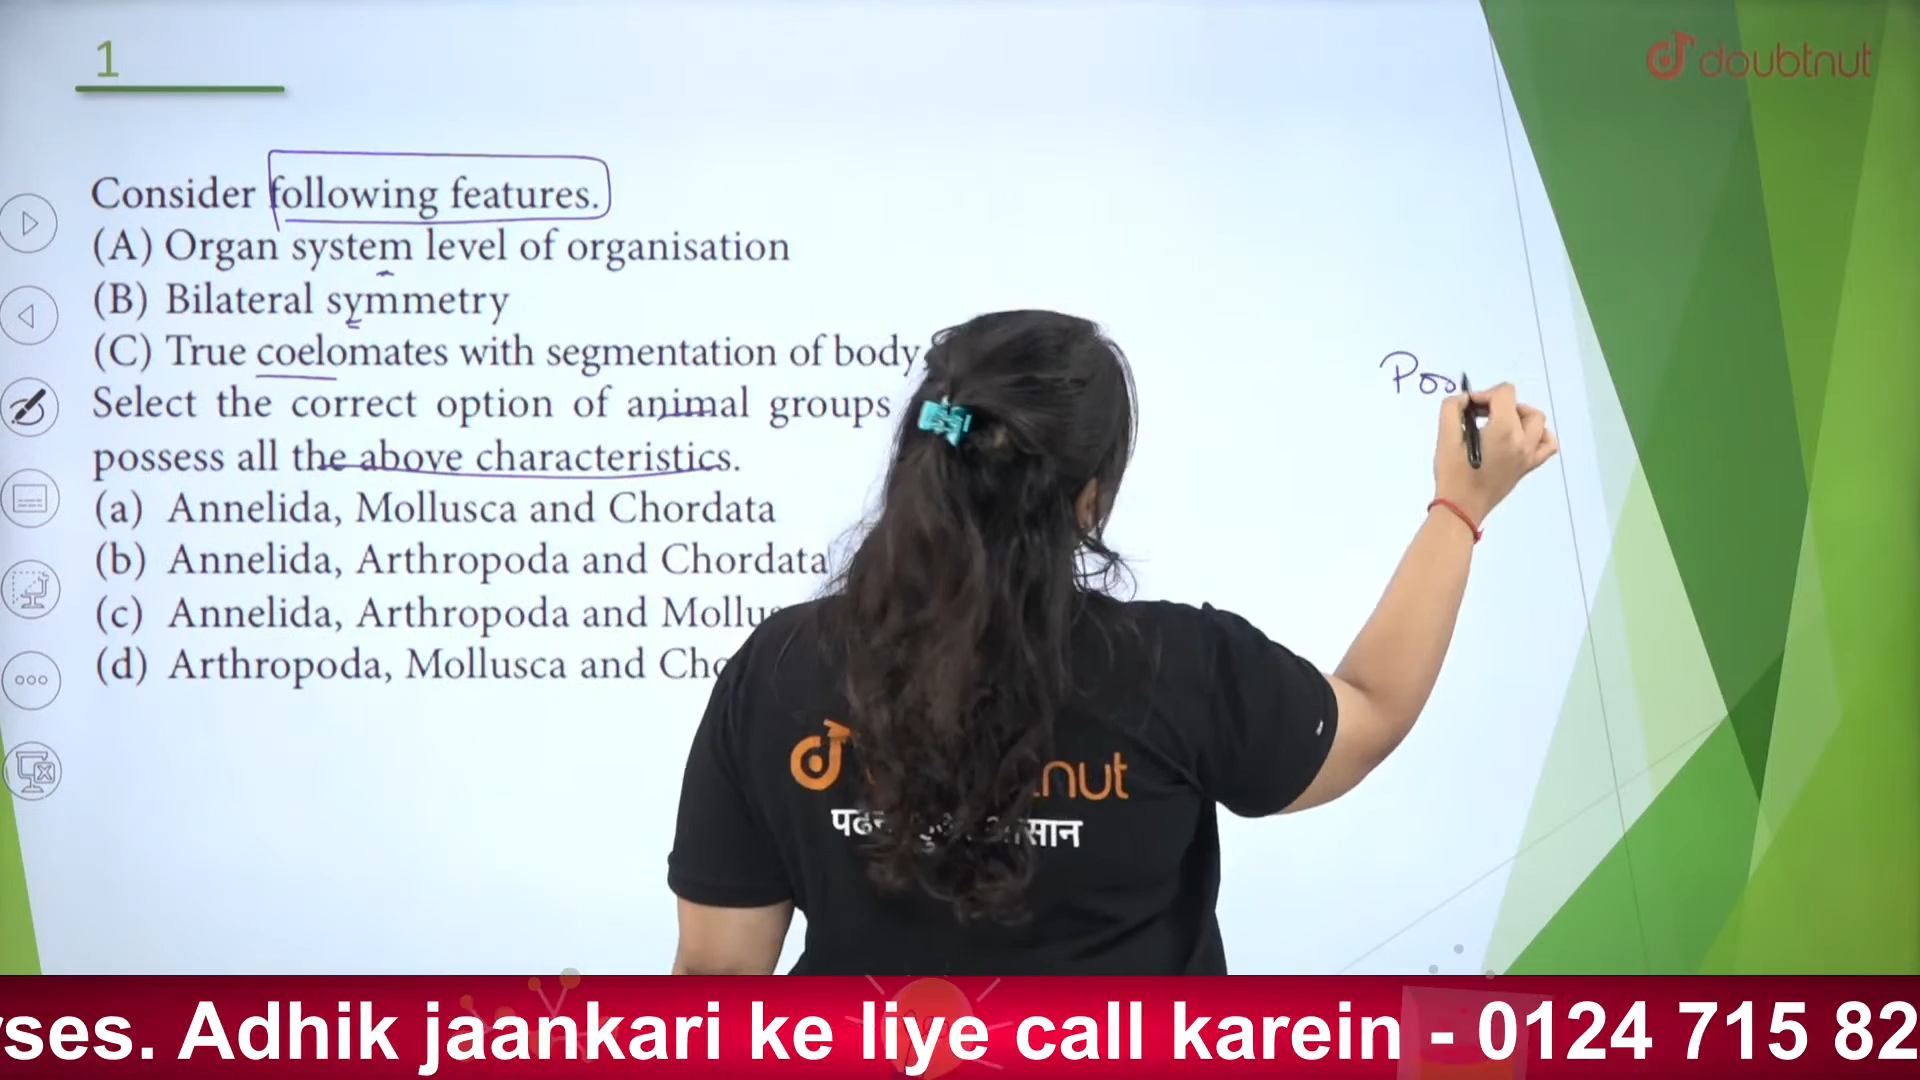 1
doubtnut
Consider following features.
(A) Organ system level of organisation
(B) Bilateral symmetry
(C) True coelomates with segmentation of body
Select the correct option of animal groups
possess all the above characteristics.
(a) Annelida, Mollusca and Chordata
(b) Annelida, Arthropoda and Chordata
(c) Annelida, Arthropoda and
(d) Arthropoda, Mollusca and
nut
. Adhik jaankari ke liye call karein - 0124 715 82